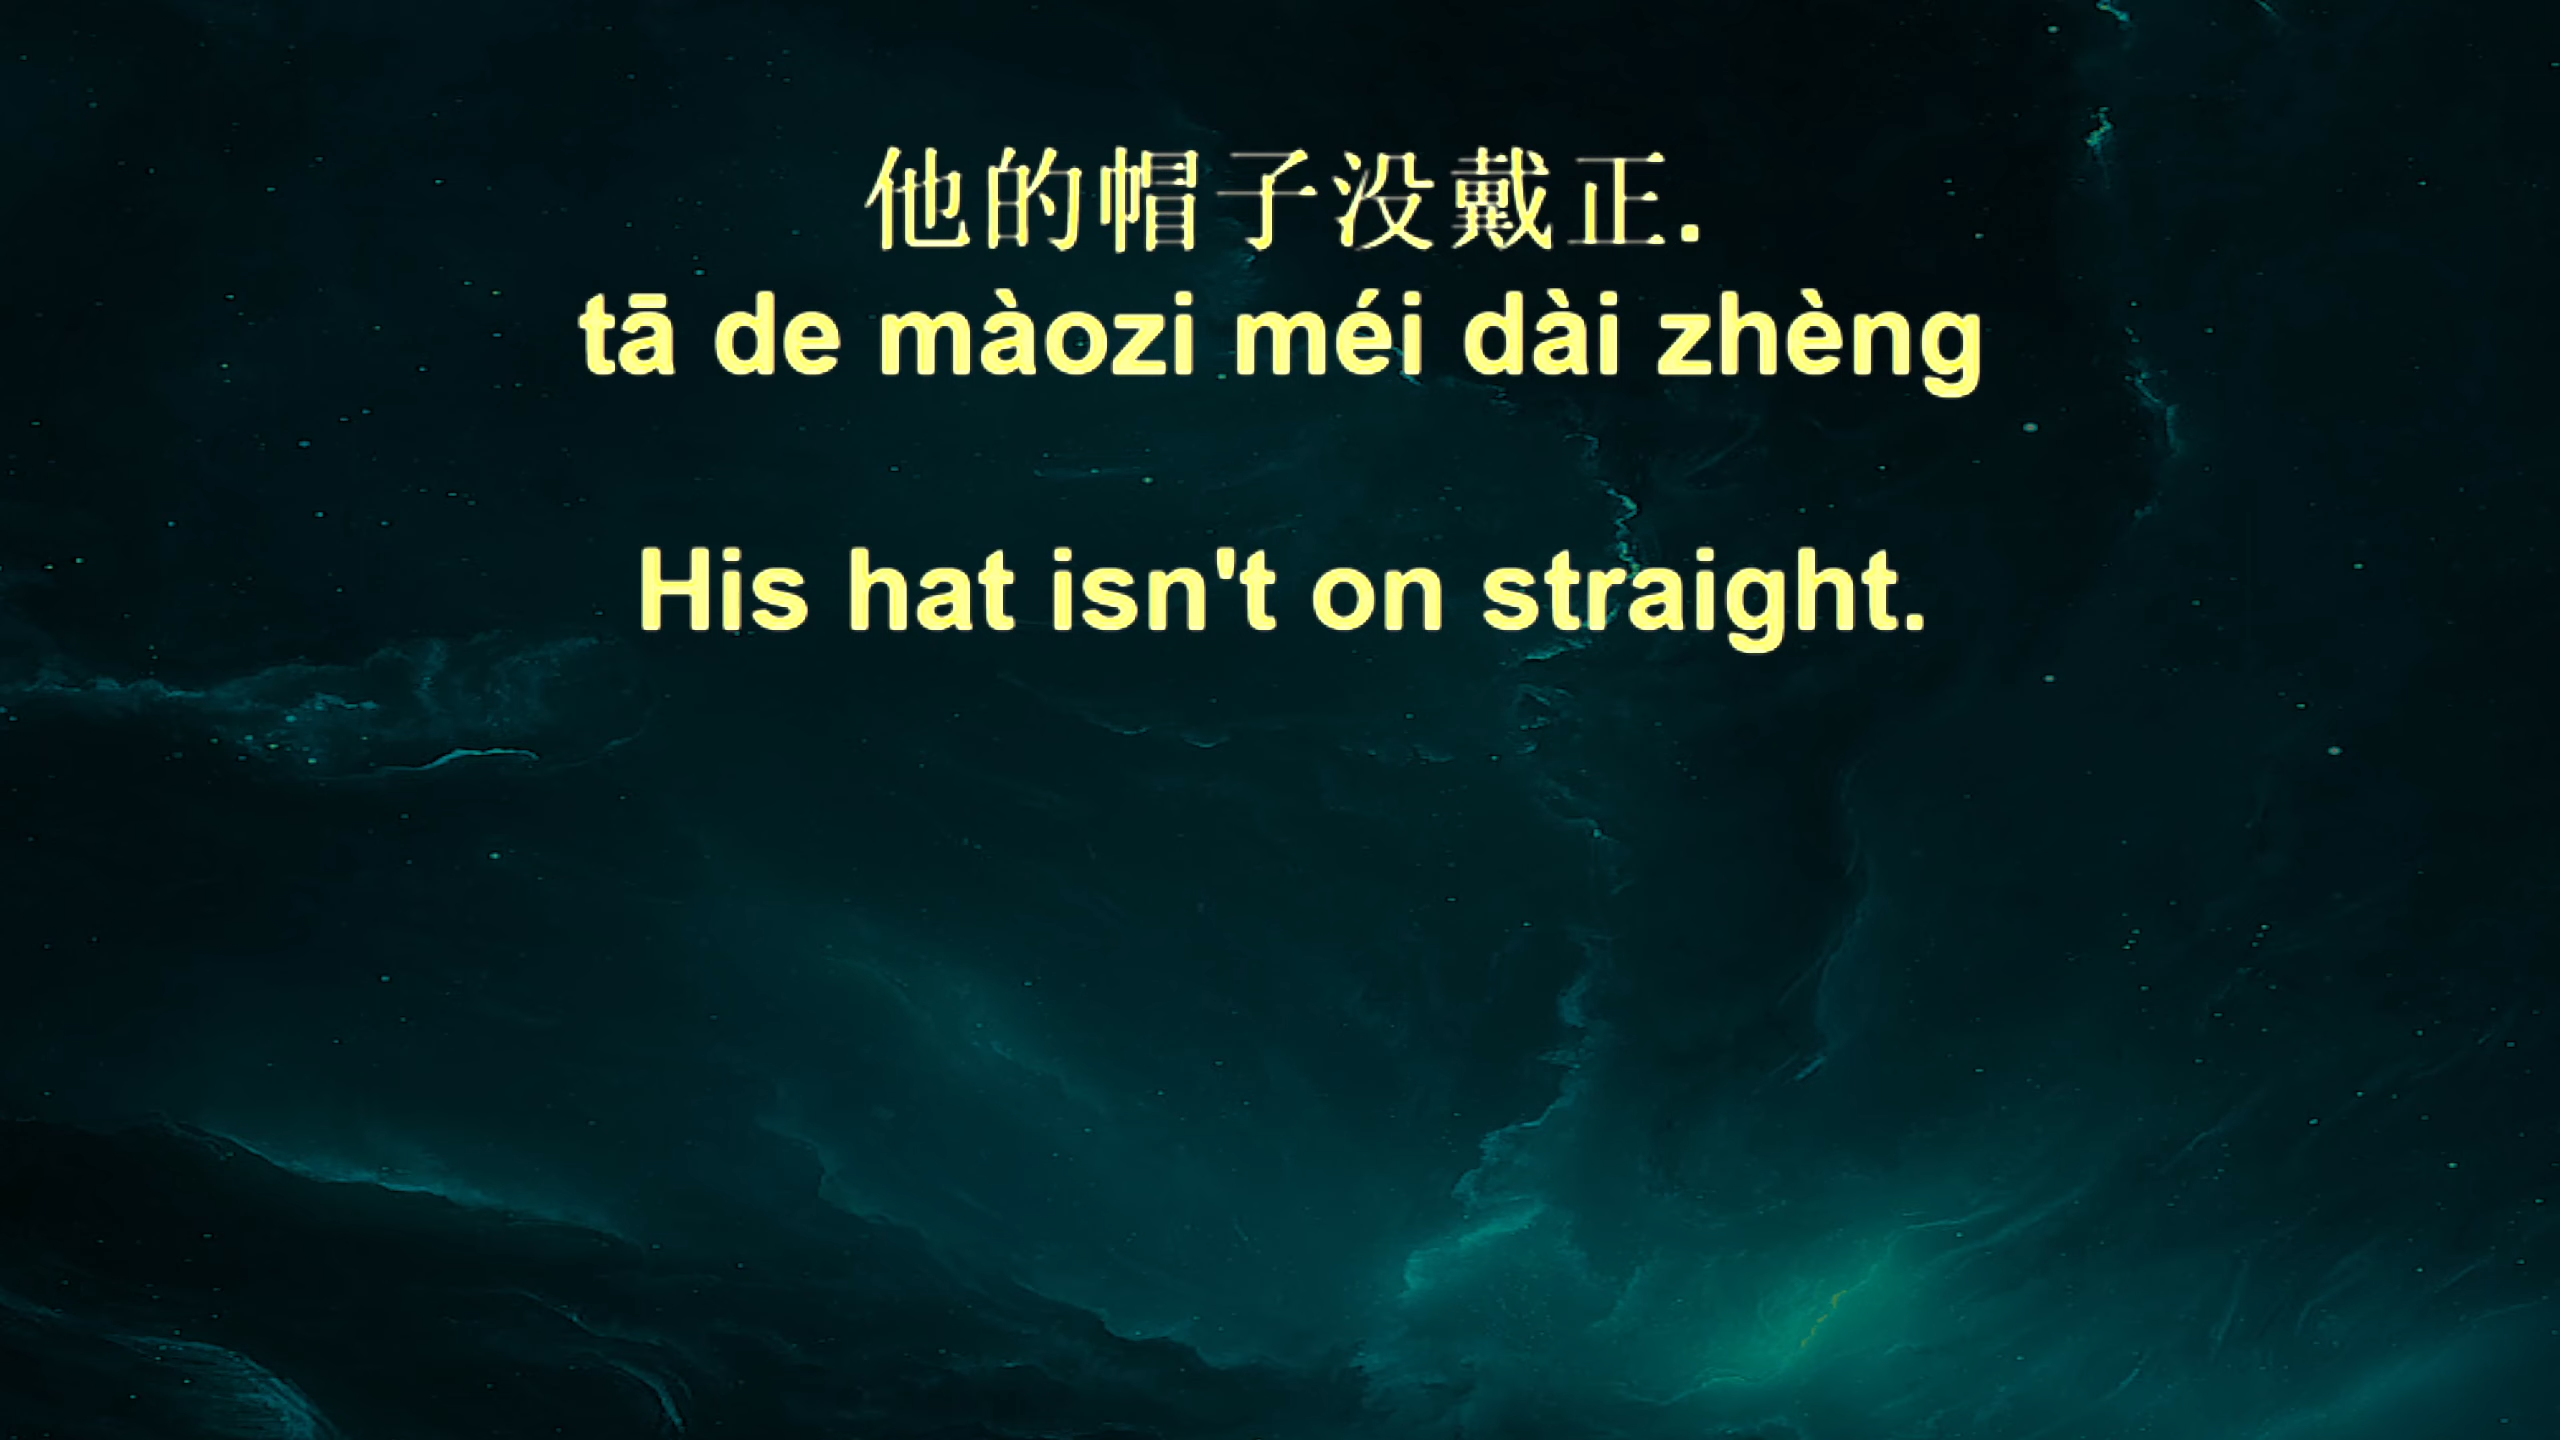 他的帽子没戴正.
tā de màozi méi dài zhèng
His hat isn't on straight.